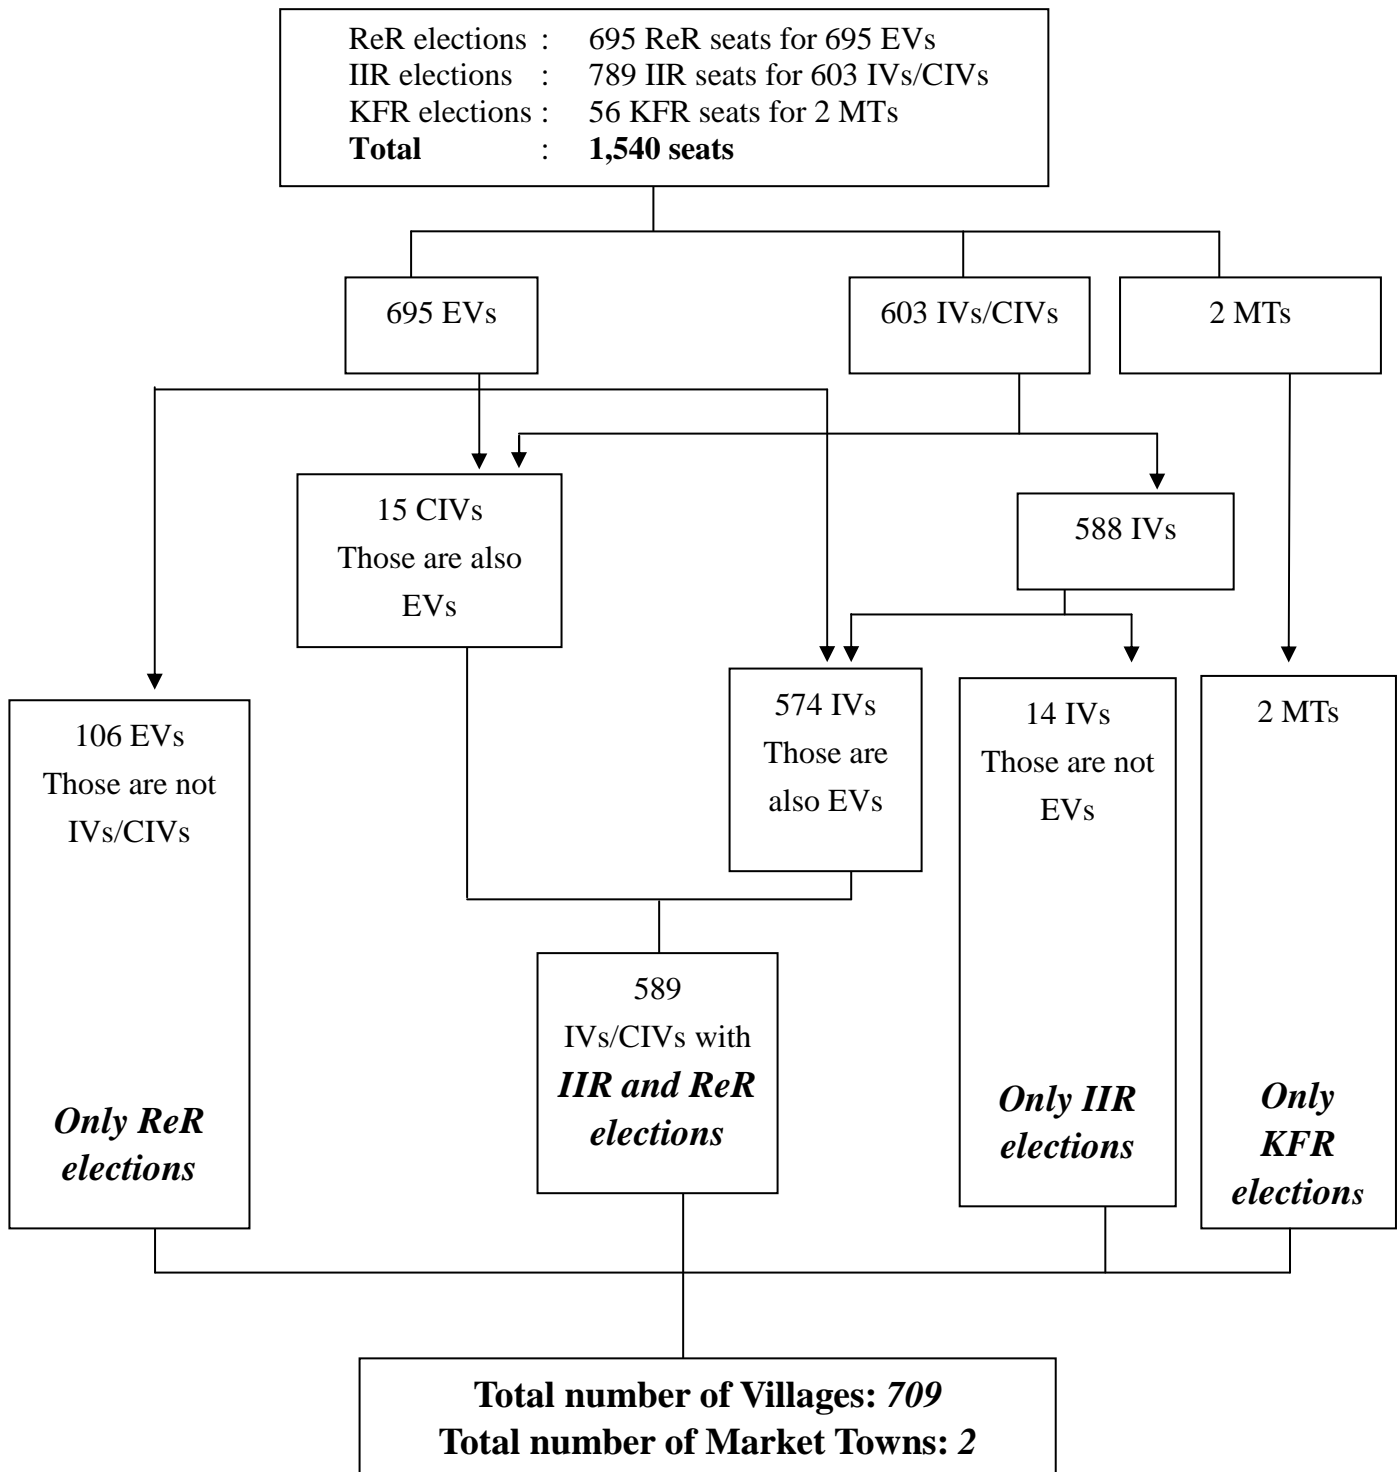 ReR elections : 695 ReR seats for 695 EVs
IIR elections : 789 IIR seats for 603 IVs/CIVs
KFR elections : 56 KFR seats for 2 MTs
Total : 1,540 seats
695 EVs
603 IVs/CIVs
2 MTs
15 CIVs
Those are also
EVs
588 IVs
106 EVs
Those are not
IVs/CIVs
Only ReR
elections
574 IVs
Those are
also EVs
14 IVs
Those are not
EVs
Only IIR
elections
2 MTs
Only
KFR
elections
589
IVs/CIVs with
IIR and ReR
elections
Total number of Villages: 709
Total number of Market Towns: 2